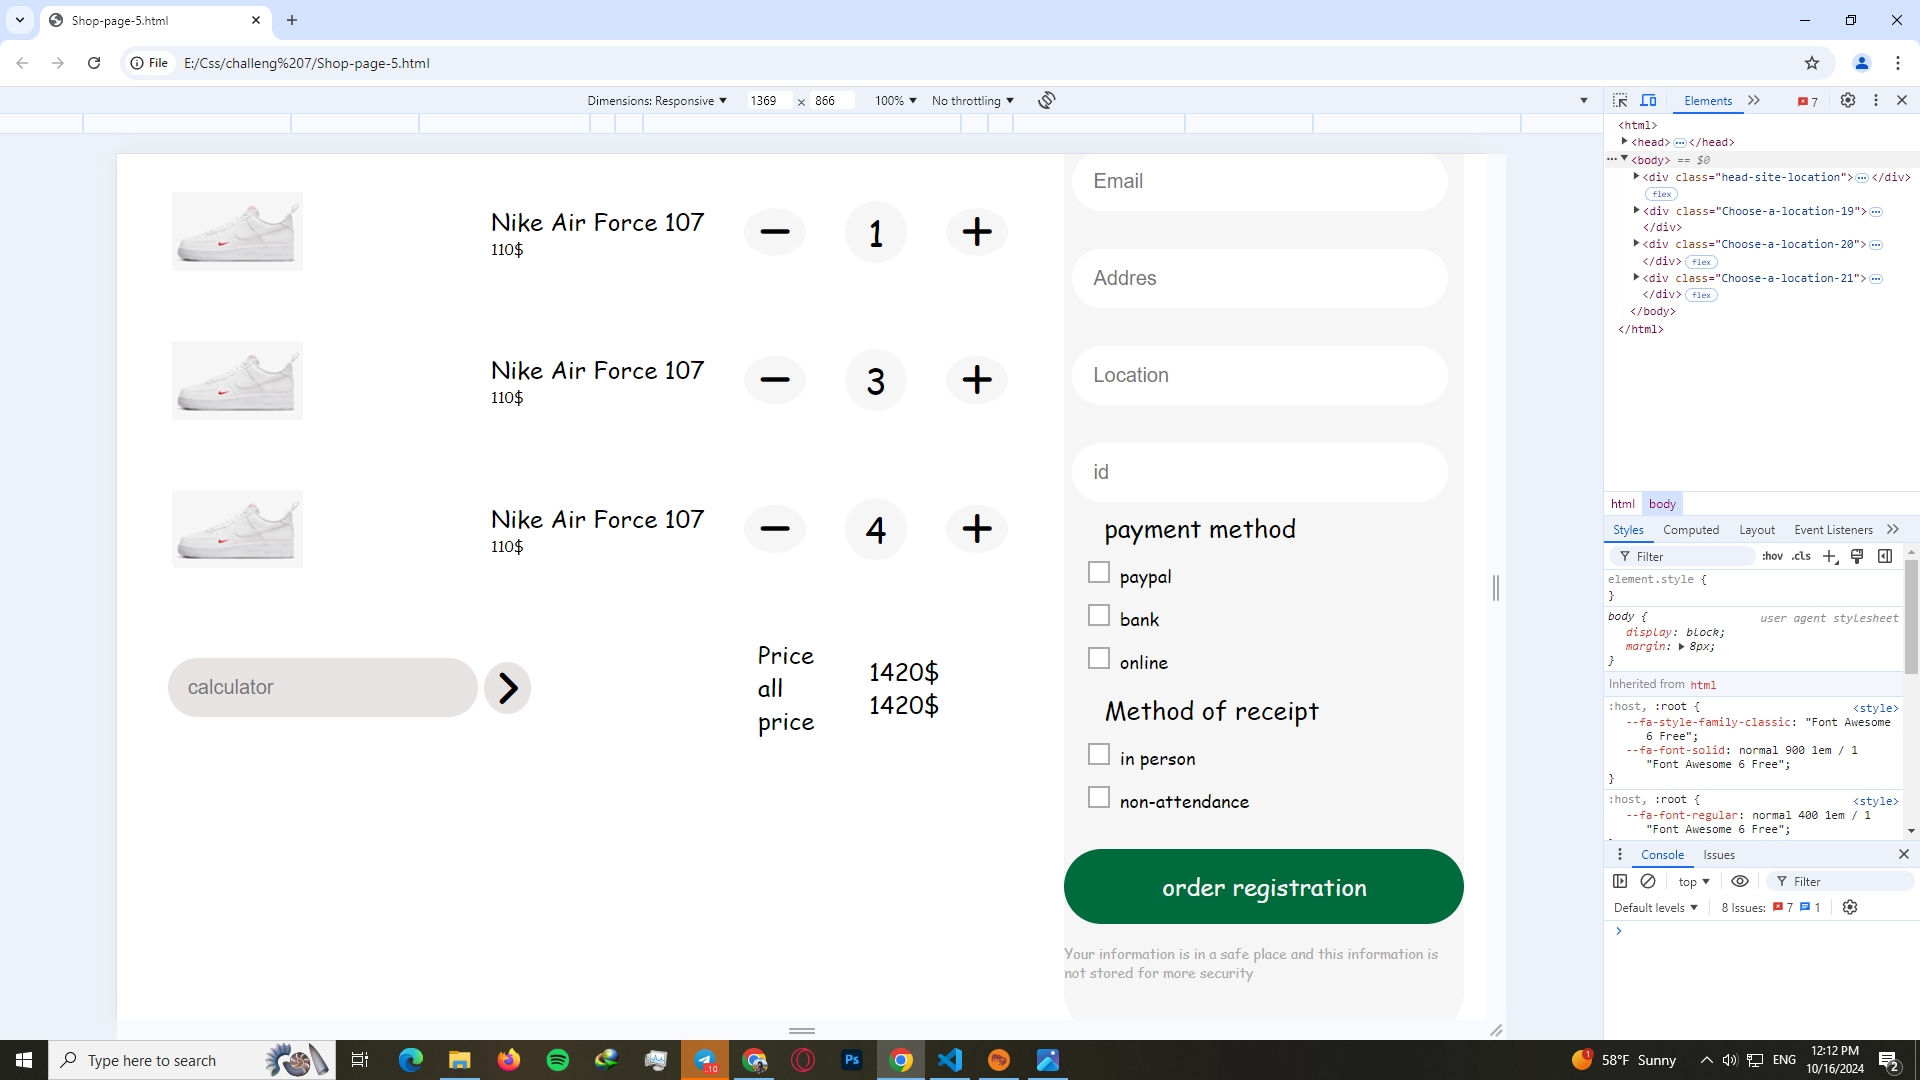 Shop-page-5.html
File E:/Css/challeng%207/Shop-page-5.html
Dimensions: Responsive 1369 × 866 100% No throttling
Elements 7
<html>
<head> </head>
<body> == $0
<div class="head-site-location"> </div>
flex
<div class="Choose-a-location-19">
</div>
<div class="Choose-a-location-20">
</div> flex
<div class="Choose-a-location-21">
</div> flex
</body>
</html>
html body
Styles Computed Layout Event Listeners
Filter :hov .cls
element.style {
}
body { user agent stylesheet
display: block;
margin: 8px;
}
Inherited from html
:host, :root { <style>
--fa-style-family-classic: "Font Awesome
6 Free";
--fa-font-solid: normal 900 1em / 1
"Font Awesome 6 Free";
}
:host, :root { <style>
--fa-font-regular: normal 400 1em / 1
"Font Awesome 6 Free";
Console Issues
top Filter
Default levels 8 Issues: 7 1
Nike Air Force 107
110$
1
Nike Air Force 107
110$
3
Nike Air Force 107
110$
4
calculator
Price
all
price
1420$
1420$
Email
Addres
Location
id
payment method
paypal
bank
online
Method of receipt
in person
non-attendance
order registration
Your information is in a safe place and this information is
not stored for more security
Type here to search
..10
Ps
1
58°F Sunny
ENG
12:12 PM
10/16/2024
2